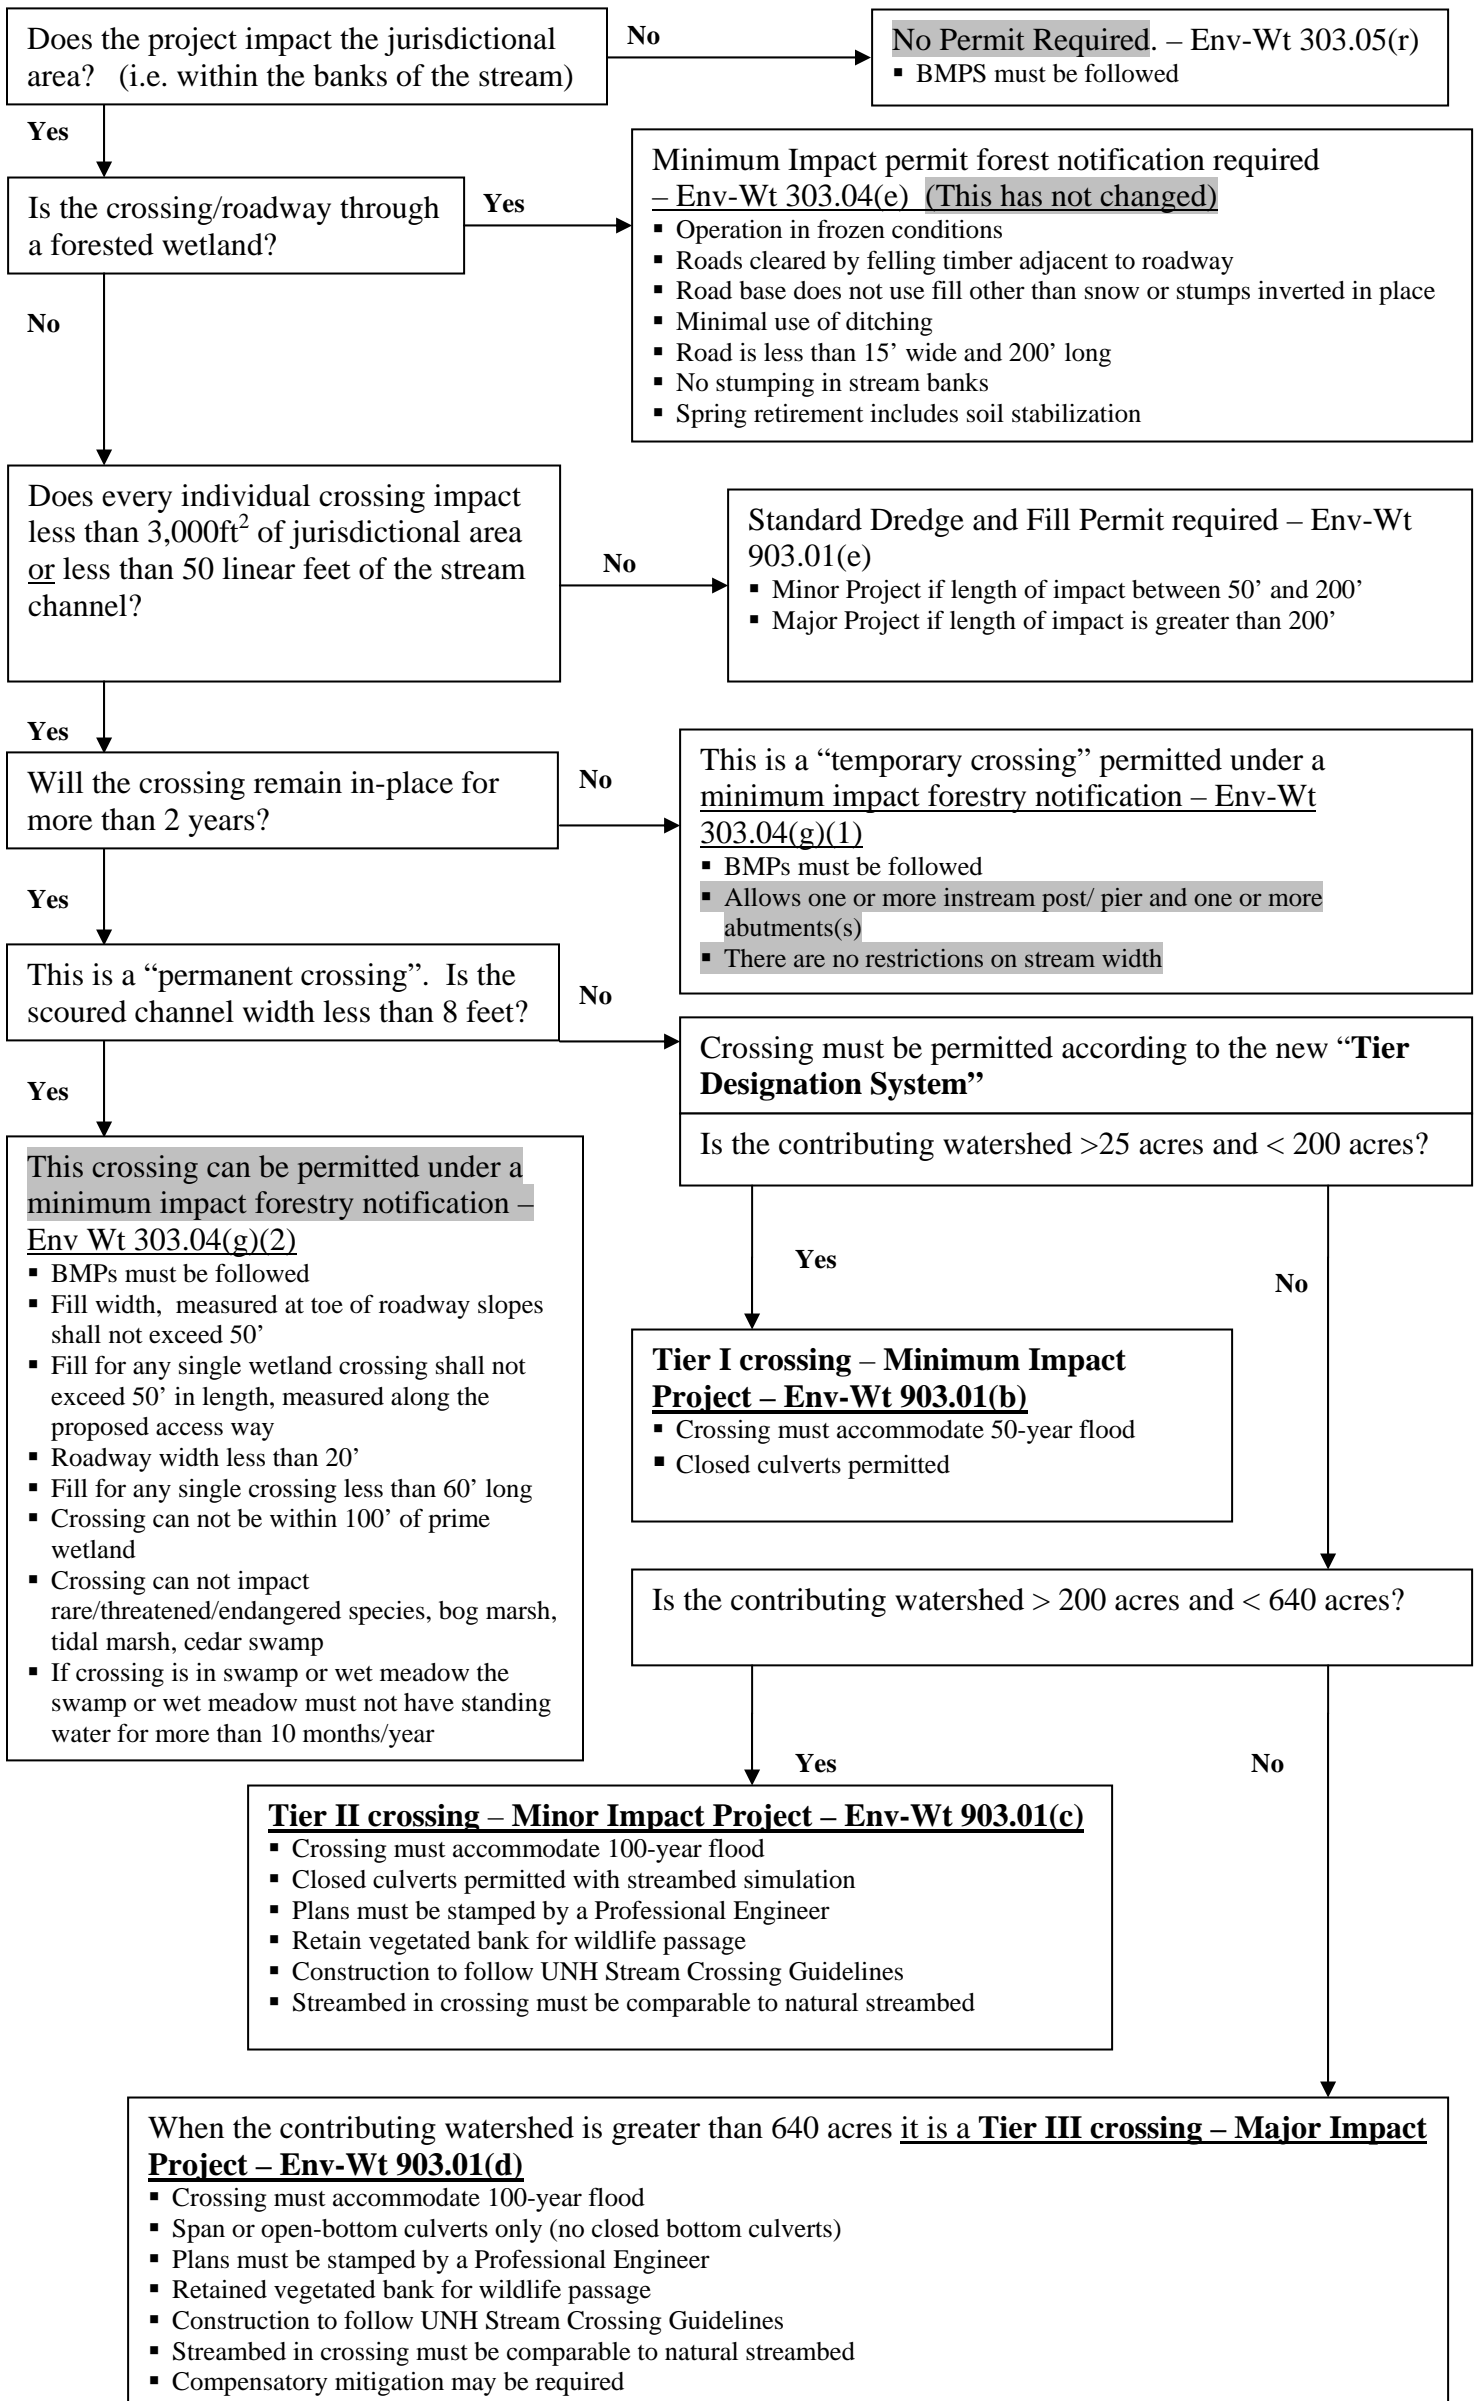 Does the project impact the jurisdictional
area?   (i.e. within the banks of the stream)
No
No Permit Required. – Env-Wt 303.05(r)
▪ BMPS must be followed
Yes
Is the crossing/roadway through
a forested wetland?
Yes
Minimum Impact permit forest notification required
– Env-Wt 303.04(e)  (This has not changed)
▪ Operation in frozen conditions
▪ Roads cleared by felling timber adjacent to roadway
▪ Road base does not use fill other than snow or stumps inverted in place
▪ Minimal use of ditching
▪ Road is less than 15’ wide and 200’ long
▪ No stumping in stream banks
▪ Spring retirement includes soil stabilization
No
Does every individual crossing impact
less than 3,000ft² of jurisdictional area
or less than 50 linear feet of the stream
channel?
No
Standard Dredge and Fill Permit required – Env-Wt
903.01(e)
▪ Minor Project if length of impact between 50’ and 200’
▪ Major Project if length of impact is greater than 200’
Yes
Will the crossing remain in-place for
more than 2 years?
No
This is a “temporary crossing” permitted under a
minimum impact forestry notification – Env-Wt
303.04(g)(1)
▪ BMPs must be followed
▪ Allows one or more instream post/ pier and one or more
abutments(s)
▪ There are no restrictions on stream width
Yes
This is a “permanent crossing”.  Is the
scoured channel width less than 8 feet?
No
Crossing must be permitted according to the new “Tier
Designation System”
Is the contributing watershed >25 acres and < 200 acres?
Yes
This crossing can be permitted under a
minimum impact forestry notification –
Env Wt 303.04(g)(2)
▪ BMPs must be followed
▪ Fill width,  measured at toe of roadway slopes
shall not exceed 50’
▪ Fill for any single wetland crossing shall not
exceed 50’ in length, measured along the
proposed access way
▪ Roadway width less than 20’
▪ Fill for any single crossing less than 60’ long
▪ Crossing can not be within 100’ of prime
wetland
▪ Crossing can not impact
rare/threatened/endangered species, bog marsh,
tidal marsh, cedar swamp
▪ If crossing is in swamp or wet meadow the
swamp or wet meadow must not have standing
water for more than 10 months/year
Yes
No
Tier I crossing – Minimum Impact
Project – Env-Wt 903.01(b)
▪ Crossing must accommodate 50-year flood
▪ Closed culverts permitted
Is the contributing watershed > 200 acres and < 640 acres?
Yes
No
Tier II crossing – Minor Impact Project – Env-Wt 903.01(c)
▪ Crossing must accommodate 100-year flood
▪ Closed culverts permitted with streambed simulation
▪ Plans must be stamped by a Professional Engineer
▪ Retain vegetated bank for wildlife passage
▪ Construction to follow UNH Stream Crossing Guidelines
▪ Streambed in crossing must be comparable to natural streambed
When the contributing watershed is greater than 640 acres it is a Tier III crossing – Major Impact
Project – Env-Wt 903.01(d)
▪ Crossing must accommodate 100-year flood
▪ Span or open-bottom culverts only (no closed bottom culverts)
▪ Plans must be stamped by a Professional Engineer
▪ Retained vegetated bank for wildlife passage
▪ Construction to follow UNH Stream Crossing Guidelines
▪ Streambed in crossing must be comparable to natural streambed
▪ Compensatory mitigation may be required